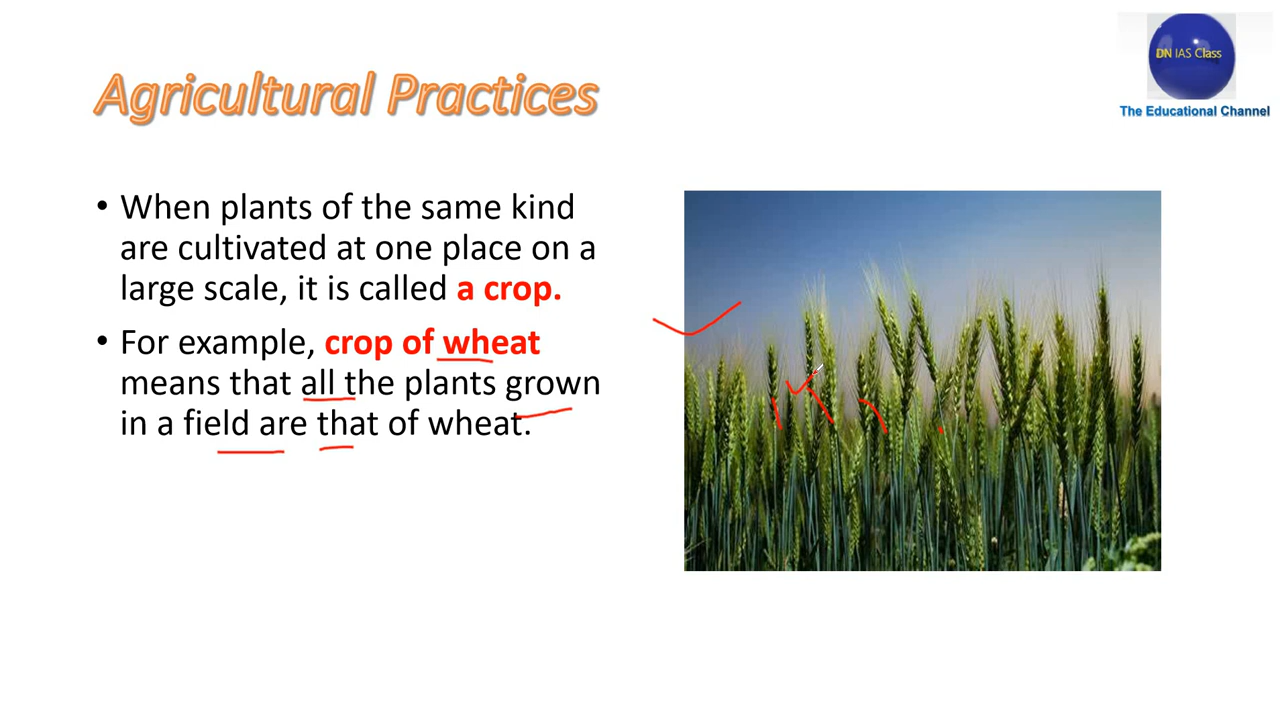 DN IAS Class
The Educational Channel
Agricultural Practices
• When plants of the same kind
are cultivated at one place on a
large scale, it is called a crop.
• For example, crop of wheat
means that all the plants grown
in a field are that of wheat.